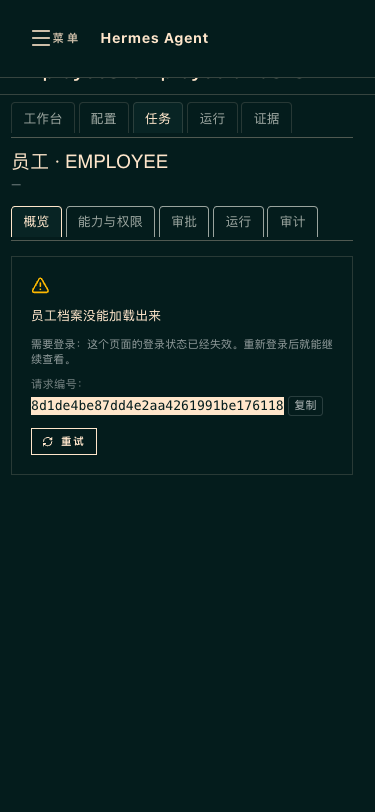 菜单
Hermes Agent
工作台
配置
任务
运行
证据
员工 · EMPLOYEE
—
概览
能力与权限
审批
运行
审计
员工档案没能加载出来
需要登录：这个页面的登录状态已经失效。重新登录后就能继
续查看。
请求编号：
8d1de4be87dd4e2aa4261991be176118
复制
重试